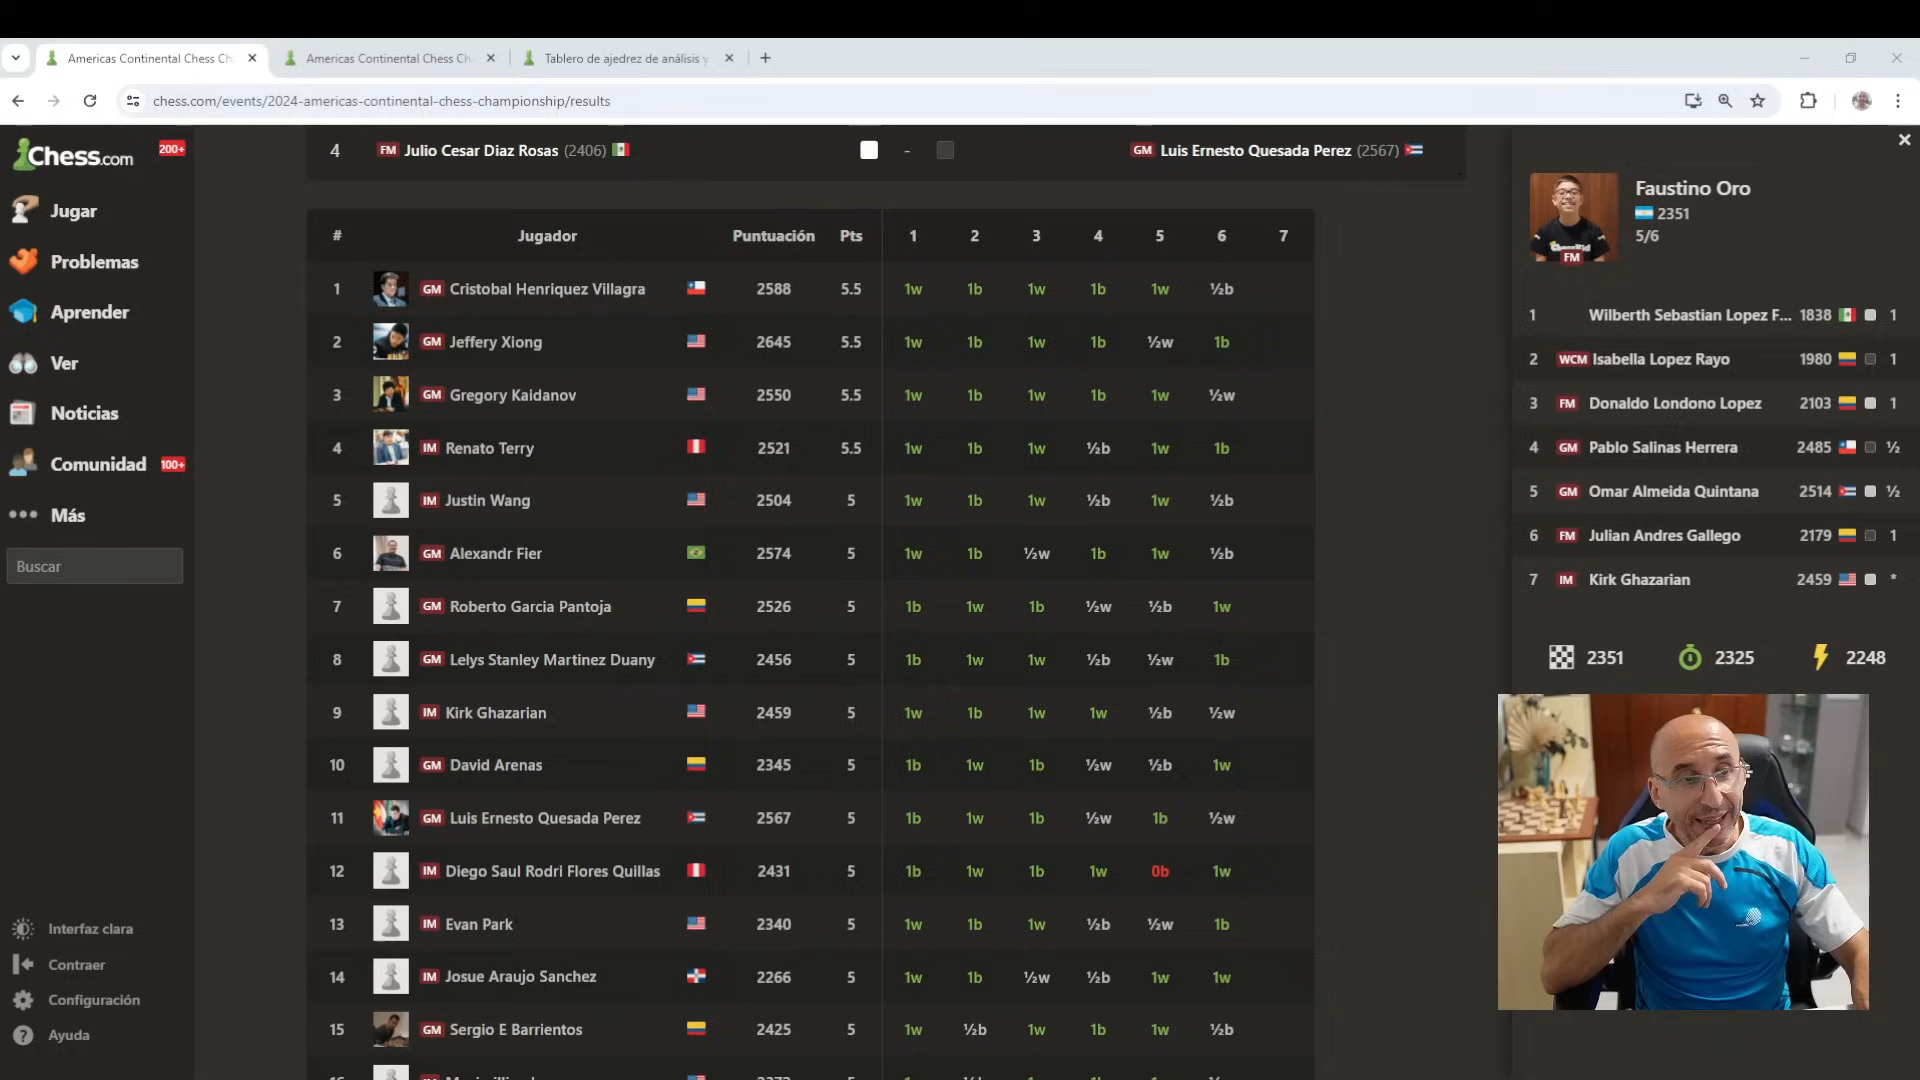 Americas Continental Chess Ch
Americas Continental Chess Ch
Tablero de ajedrez de análisis y
chess.com/events/2024-americas-continental-chess-championship/results
Chess.com 200+
Jugar
Problemas
Aprender
Ver
Noticias
Comunidad 100+
Más
Buscar
Interfaz clara
Contraer
Configuración
Ayuda
4 FM Julio Cesar Diaz Rosas (2406) - GM Luis Ernesto Quesada Perez (2567)
# Jugador Puntuación Pts 1 2 3 4 5 6 7
1 GM Cristobal Henriquez Villagra 2588 5.5 1w 1b 1w 1b 1w ½b
2 GM Jeffery Xiong 2645 5.5 1w 1b 1w 1b ½w 1b
3 GM Gregory Kaidanov 2550 5.5 1w 1b 1w 1b 1w ½w
4 IM Renato Terry 2521 5.5 1w 1b 1w ½b 1w 1b
5 IM Justin Wang 2504 5 1w 1b 1w ½b 1w ½b
6 GM Alexandr Fier 2574 5 1w 1b ½w 1b 1w ½b
7 GM Roberto Garcia Pantoja 2526 5 1b 1w 1b ½w ½b 1w
8 GM Lelys Stanley Martinez Duany 2456 5 1b 1w 1w ½b ½w 1b
9 IM Kirk Ghazarian 2459 5 1w 1b 1w 1w ½b ½w
10 GM David Arenas 2345 5 1b 1w 1b ½w ½b 1w
11 GM Luis Ernesto Quesada Perez 2567 5 1b 1w 1b ½w 1b ½w
12 IM Diego Saul Rodri Flores Quillas 2431 5 1b 1w 1b 1w 0b 1w
13 IM Evan Park 2340 5 1w 1b 1w ½b ½w 1b
14 IM Josue Araujo Sanchez 2266 5 1w 1b ½w ½b 1w 1w
15 GM Sergio E Barrientos 2425 5 1w ½b 1w 1b 1w ½b
Faustino Oro
2351
5/6
FM
1 Wilberth Sebastian Lopez F... 1838 1
2 WCM Isabella Lopez Rayo 1980 1
3 FM Donaldo Londono Lopez 2103 1
4 GM Pablo Salinas Herrera 2485 ½
5 GM Omar Almeida Quintana 2514 ½
6 FM Julian Andres Gallego 2179 1
7 IM Kirk Ghazarian 2459 *
2351 2325 2248